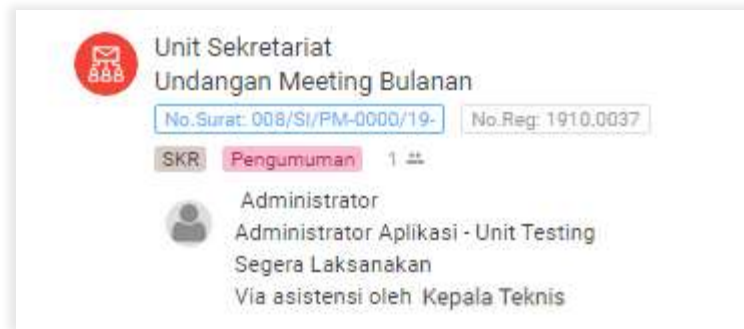 Unit Sekretariat
Undangan Meeting Bulanan
No.Surat: 008/SI/PM-0000/19- No.Reg: 1910.0037
SKR Pengumuman 1
Administrator
Administrator Aplikasi - Unit Testing
Segera Laksanakan
Via asistensi oleh Kepala Teknis